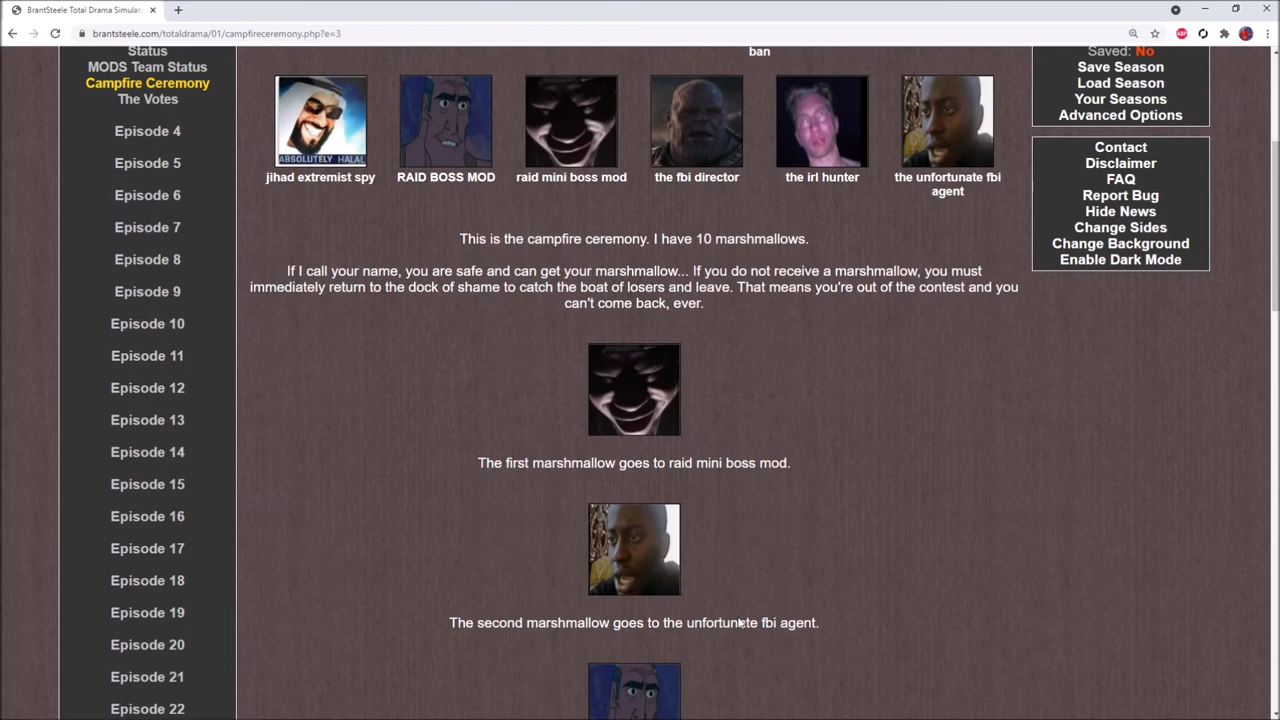 BrantSteele Total Drama Simulat
brantsteele.com/totaldrama/01/campfireceremony.php?e=3
ABP
Status
MODS Team Status
Campfire Ceremony
The Votes
Episode 4
Episode 5
Episode 6
Episode 7
Episode 8
Episode 9
Episode 10
Episode 11
Episode 12
Episode 13
Episode 14
Episode 15
Episode 16
Episode 17
Episode 18
Episode 19
Episode 20
Episode 21
Episode 22
ban
ABSOLUTELY HALAL
jihad extremist spy
RAID BOSS MOD
raid mini boss mod
the fbi director
the irl hunter
the unfortunate fbi
agent
This is the campfire ceremony. I have 10 marshmallows.
If I call your name, you are safe and can get your marshmallow... If you do not receive a marshmallow, you must
immediately return to the dock of shame to catch the boat of losers and leave. That means you're out of the contest and you
can't come back, ever.
The first marshmallow goes to raid mini boss mod.
The second marshmallow goes to the unfortunate fbi agent.
Saved: No
Save Season
Load Season
Your Seasons
Advanced Options
Contact
Disclaimer
FAQ
Report Bug
Hide News
Change Sides
Change Background
Enable Dark Mode